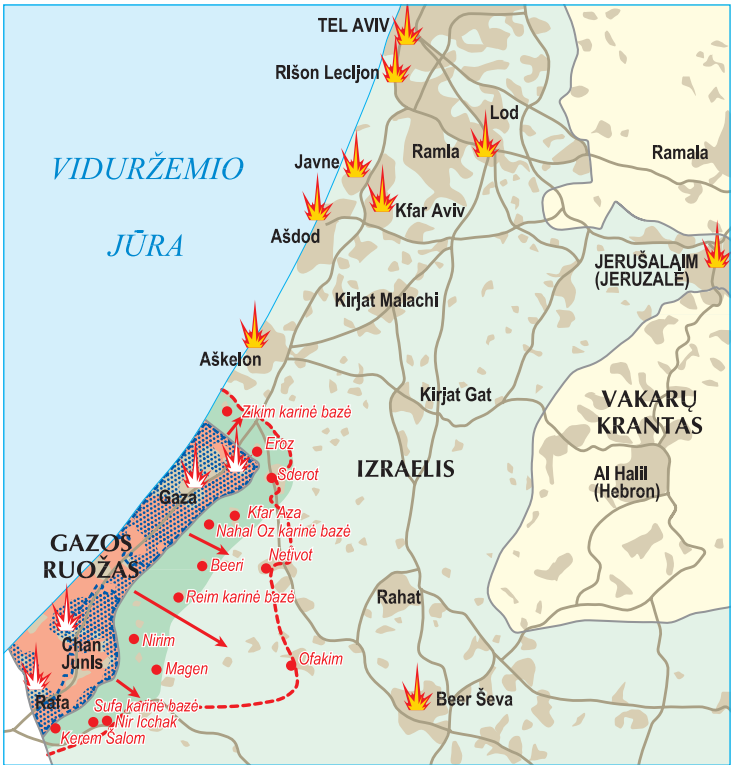 TEL AVIV
Rišon Lecijon
Lod
Ramla
Ramala
Javne
VIDURŽEMIO
JŪRA
Kfar Aviv
Ašdod
JERUŠALAIM
(JERUZALĖ)
Kirjat Malachi
Aškelon
Kirjat Gat
VAKARŲ
KRANTAS
Zikim karinė bazė
Eroz
IZRAELIS
Sderot
Al Halil
(Hebron)
Gaza
Kfar Aza
Nahal Oz karinė bazė
GAZOS
RUOŽAS
Netivot
Beeri
Reim karinė bazė
Rahat
Nirim
Chan
Junis
Magen
Ofakim
Rafa
Sufa karinė bazė
Beer Ševa
Nir Icchak
Kerem Šalom